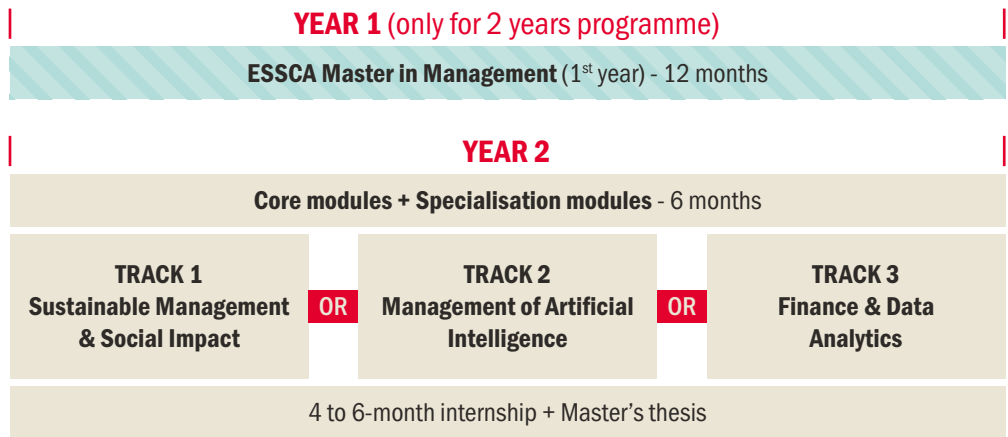 YEAR 1 (only for 2 years programme)
ESSCA Master in Management (1st year) - 12 months
YEAR 2
Core modules + Specialisation modules - 6 months
TRACK 1
Sustainable Management
& Social Impact
OR
TRACK 2
Management of Artificial
Intelligence
OR
TRACK 3
Finance & Data
Analytics
4 to 6-month internship + Master’s thesis